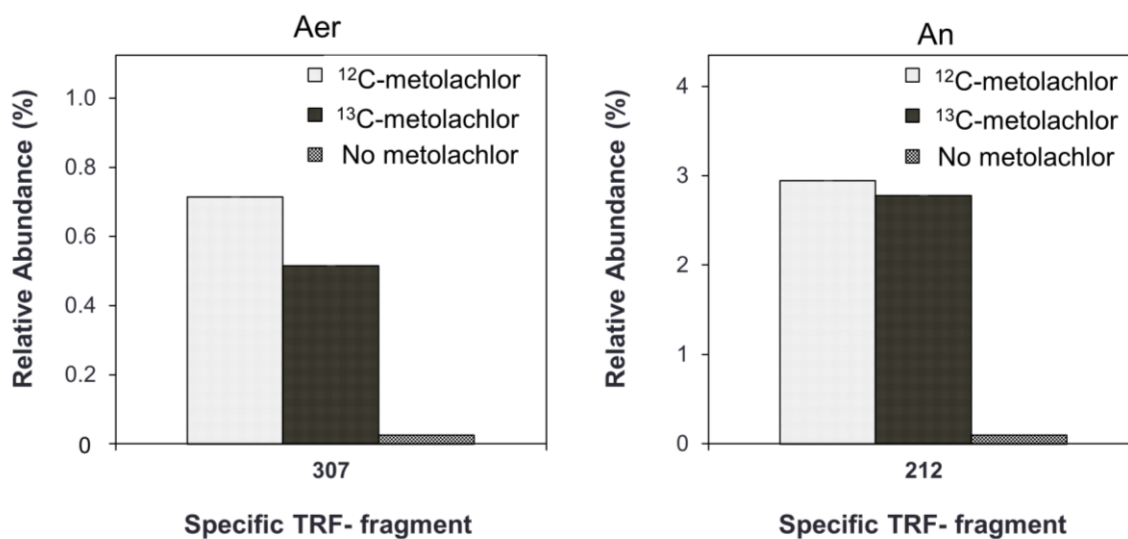 Aer
Relative Abundance (%)
1.0
0.8
0.6
0.4
0.2
0
¹²C-metolachlor
¹³C-metolachlor
No metolachlor
307
Specific TRF- fragment
An
Relative Abundance (%)
4
3
2
1
0
¹²C-metolachlor
¹³C-metolachlor
No metolachlor
212
Specific TRF- fragment